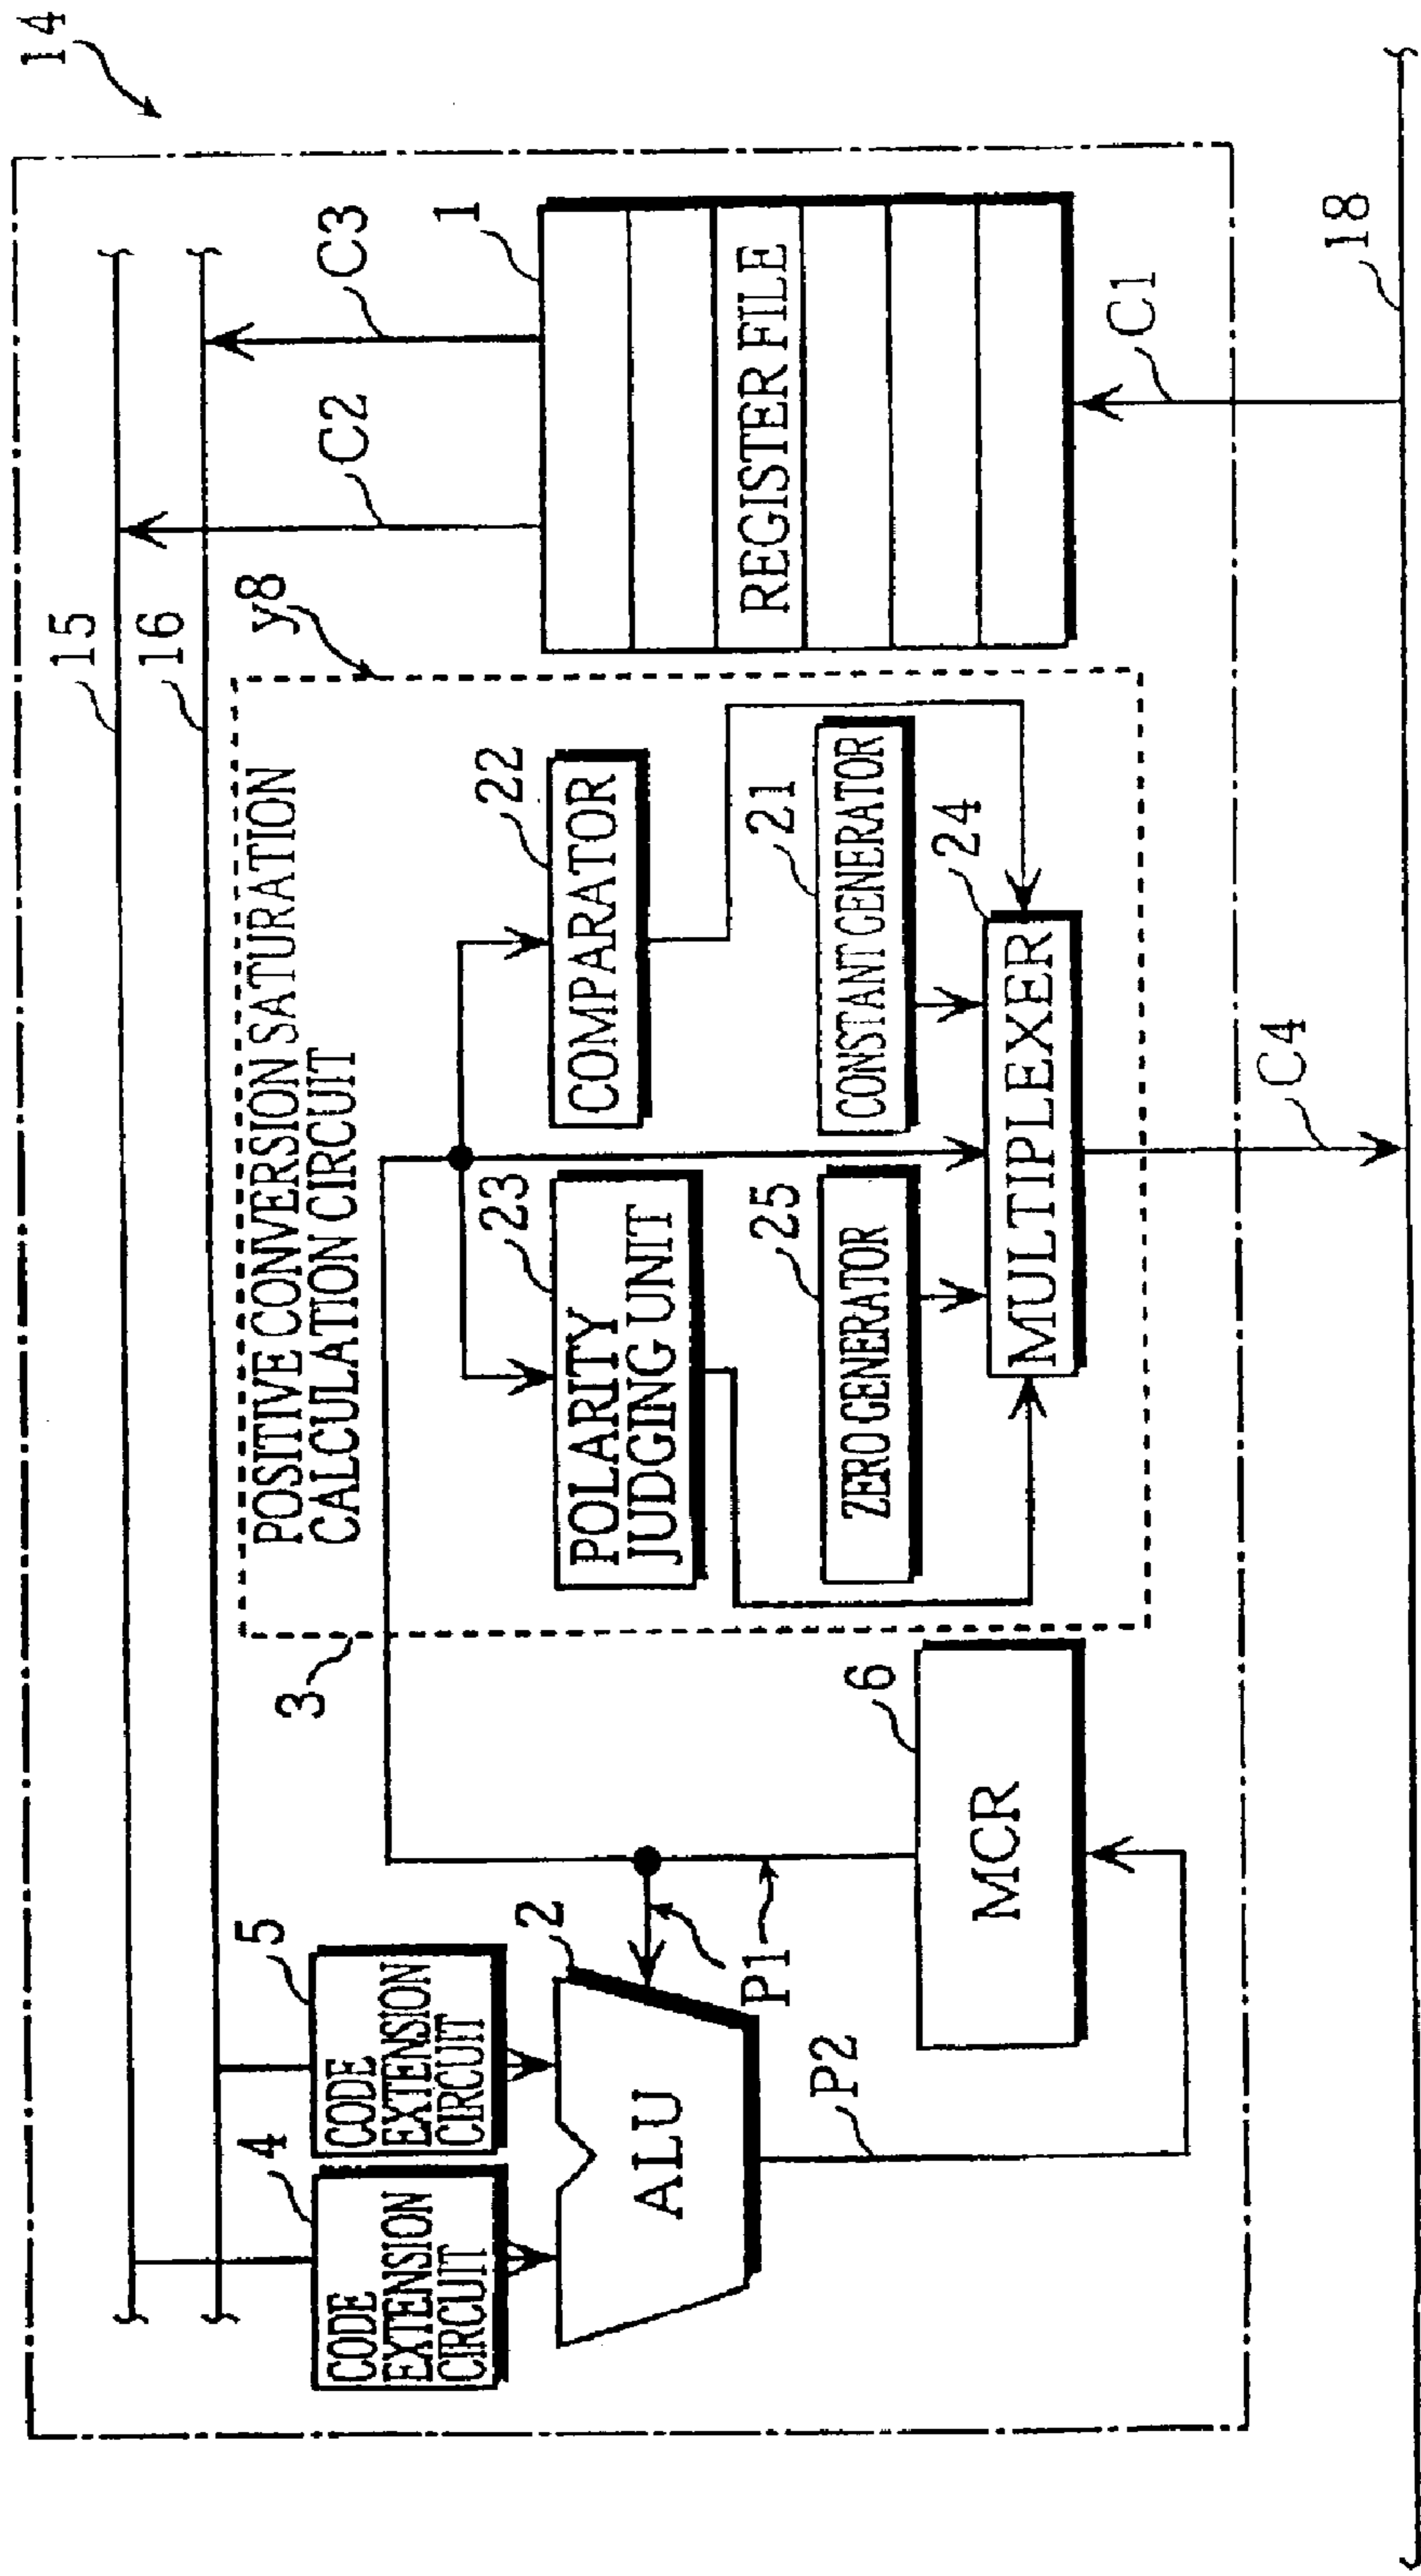 14
15
16
4
5
CODE
EXTENSION
CIRCUIT
CODE
EXTENSION
CIRCUIT
2
ALU
P1
P2
6
MCR
3
y8
POSITIVE CONVERSION SATURATION
CALCULATION CIRCUIT
23
POLARITY
JUDGING UNIT
22
COMPARATOR
25
ZERO GENERATOR
21
CONSTANT GENERATOR
24
MULTIPLEXER
C2
C3
1
REGISTER FILE
C1
C4
18